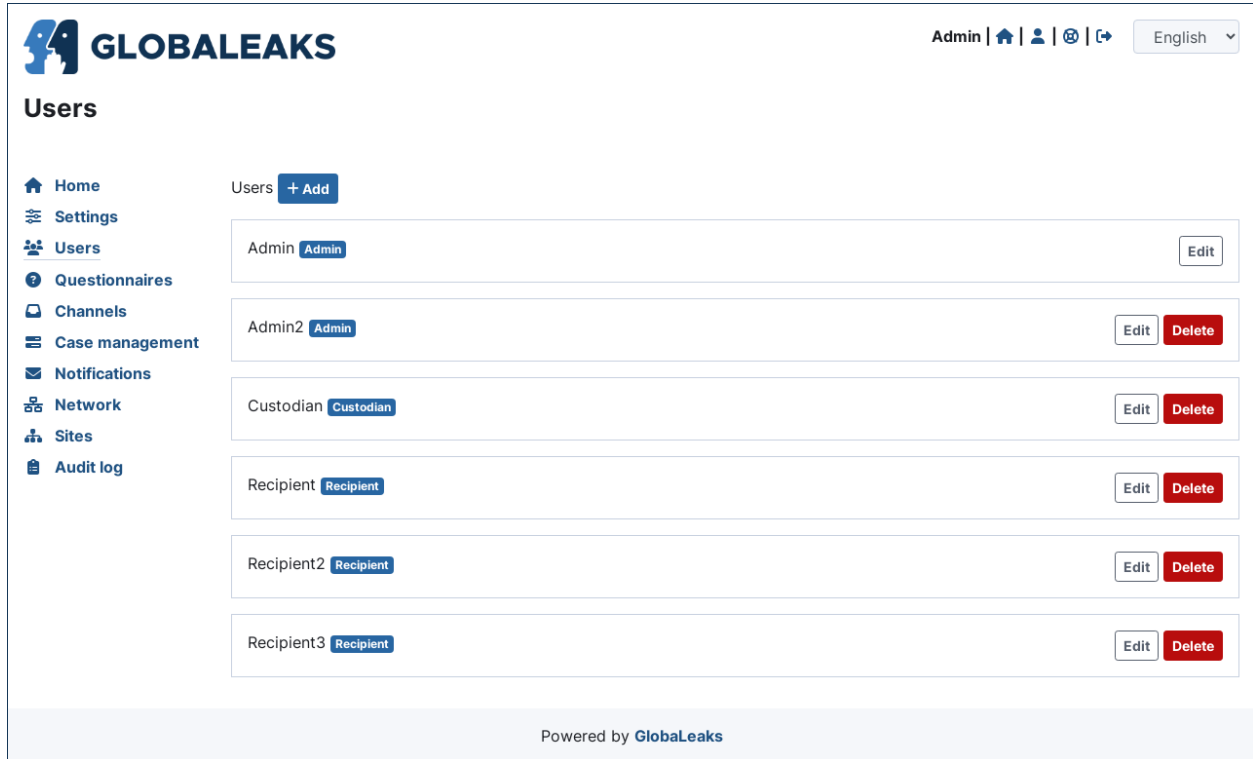 GLOBALEAKS
Admin | | | | English
Users
Home
Settings
Users
Questionnaires
Channels
Case management
Notifications
Network
Sites
Audit log
Users + Add
Admin Admin Edit
Admin2 Admin Edit Delete
Custodian Custodian Edit Delete
Recipient Recipient Edit Delete
Recipient2 Recipient Edit Delete
Recipient3 Recipient Edit Delete
Powered by GlobaLeaks